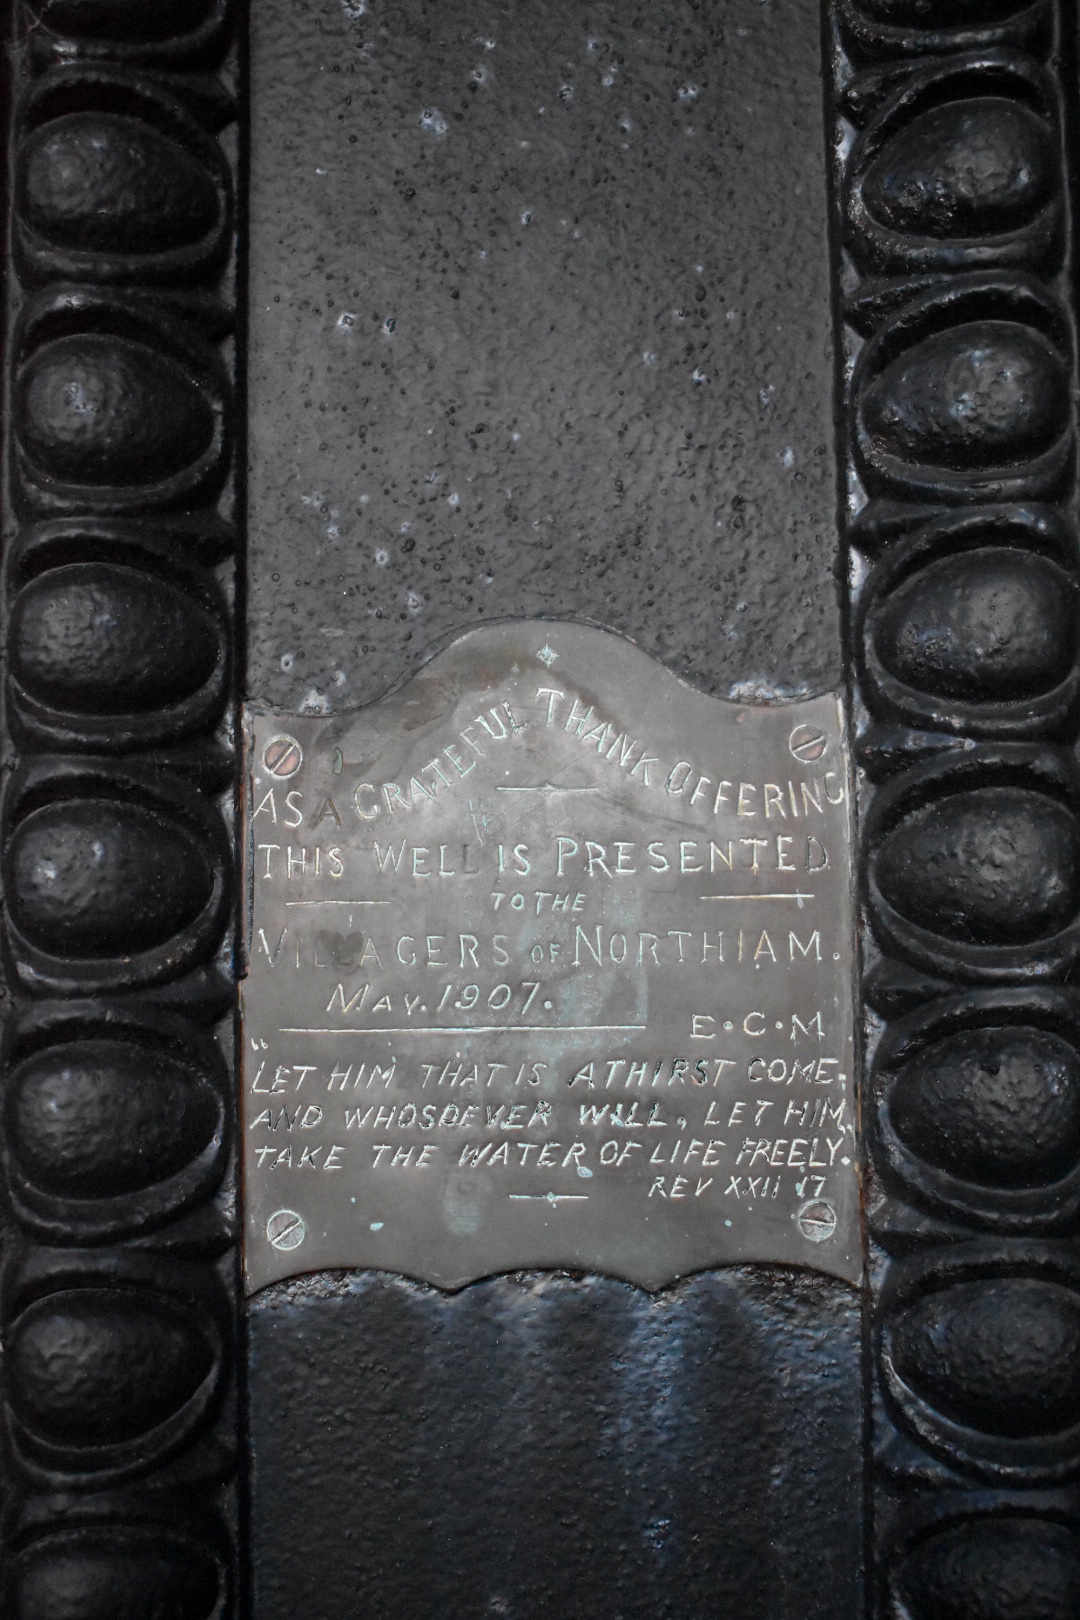 AS A GRATEFUL THANK OFFERING
THIS WELL IS PRESENTED
TO THE
VILLAGERS OF NORTHIAM.
MAY. 1907.
E·C·M
"LET HIM THAT IS ATHIRST COME.
AND WHOSOEVER WILL, LET HIM
TAKE THE WATER OF LIFE FREELY."
REV XXII 17